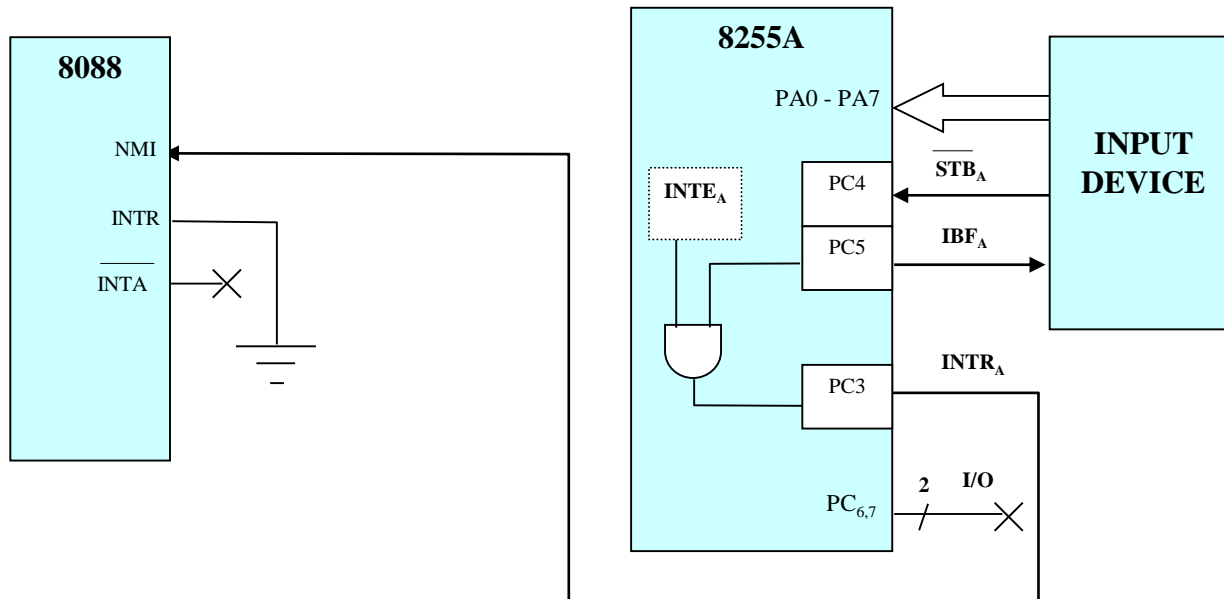 8088
NMI
INTR
INTA
8255A
PA0 - PA7
INTE_A
PC4
PC5
PC3
PC_6,7
STB_A
IBF_A
INTR_A
2 I/O
INPUT
DEVICE